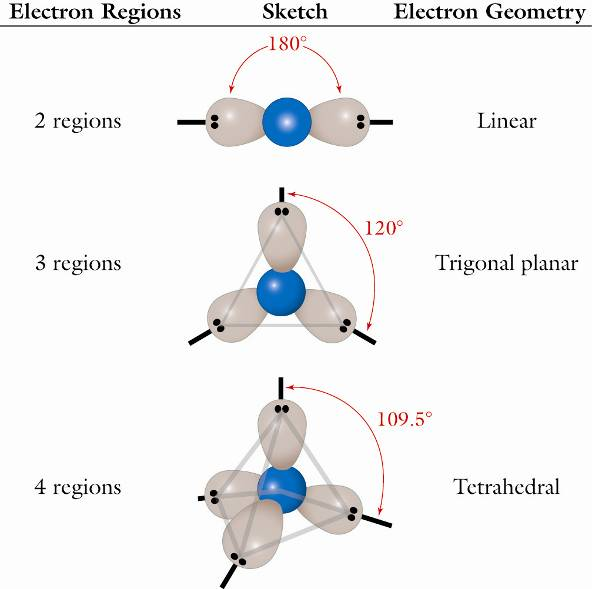 Electron Regions Sketch Electron Geometry
180°
2 regions Linear
120°
3 regions Trigonal planar
109.5°
4 regions Tetrahedral